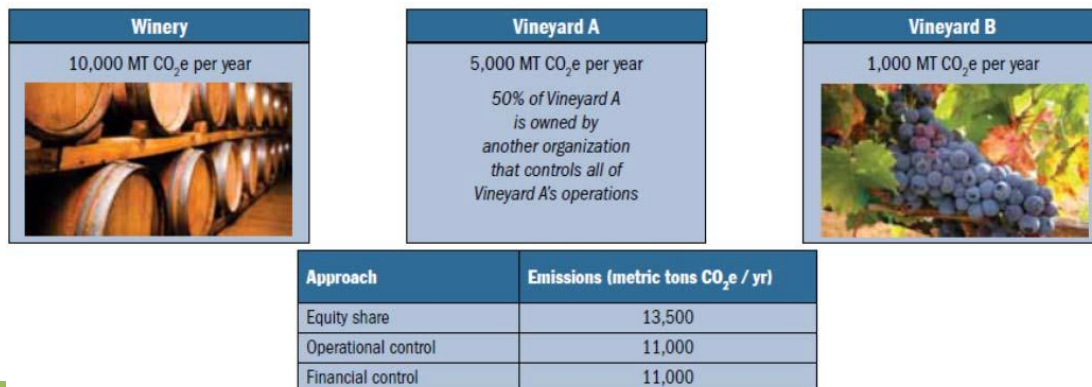 Winery
10,000 MT CO₂e per year
Vineyard A
5,000 MT CO₂e per year
50% of Vineyard A
is owned by
another organization
that controls all of
Vineyard A's operations
Vineyard B
1,000 MT CO₂e per year
Approach Emissions (metric tons CO₂e / yr)
Equity share 13,500
Operational control 11,000
Financial control 11,000